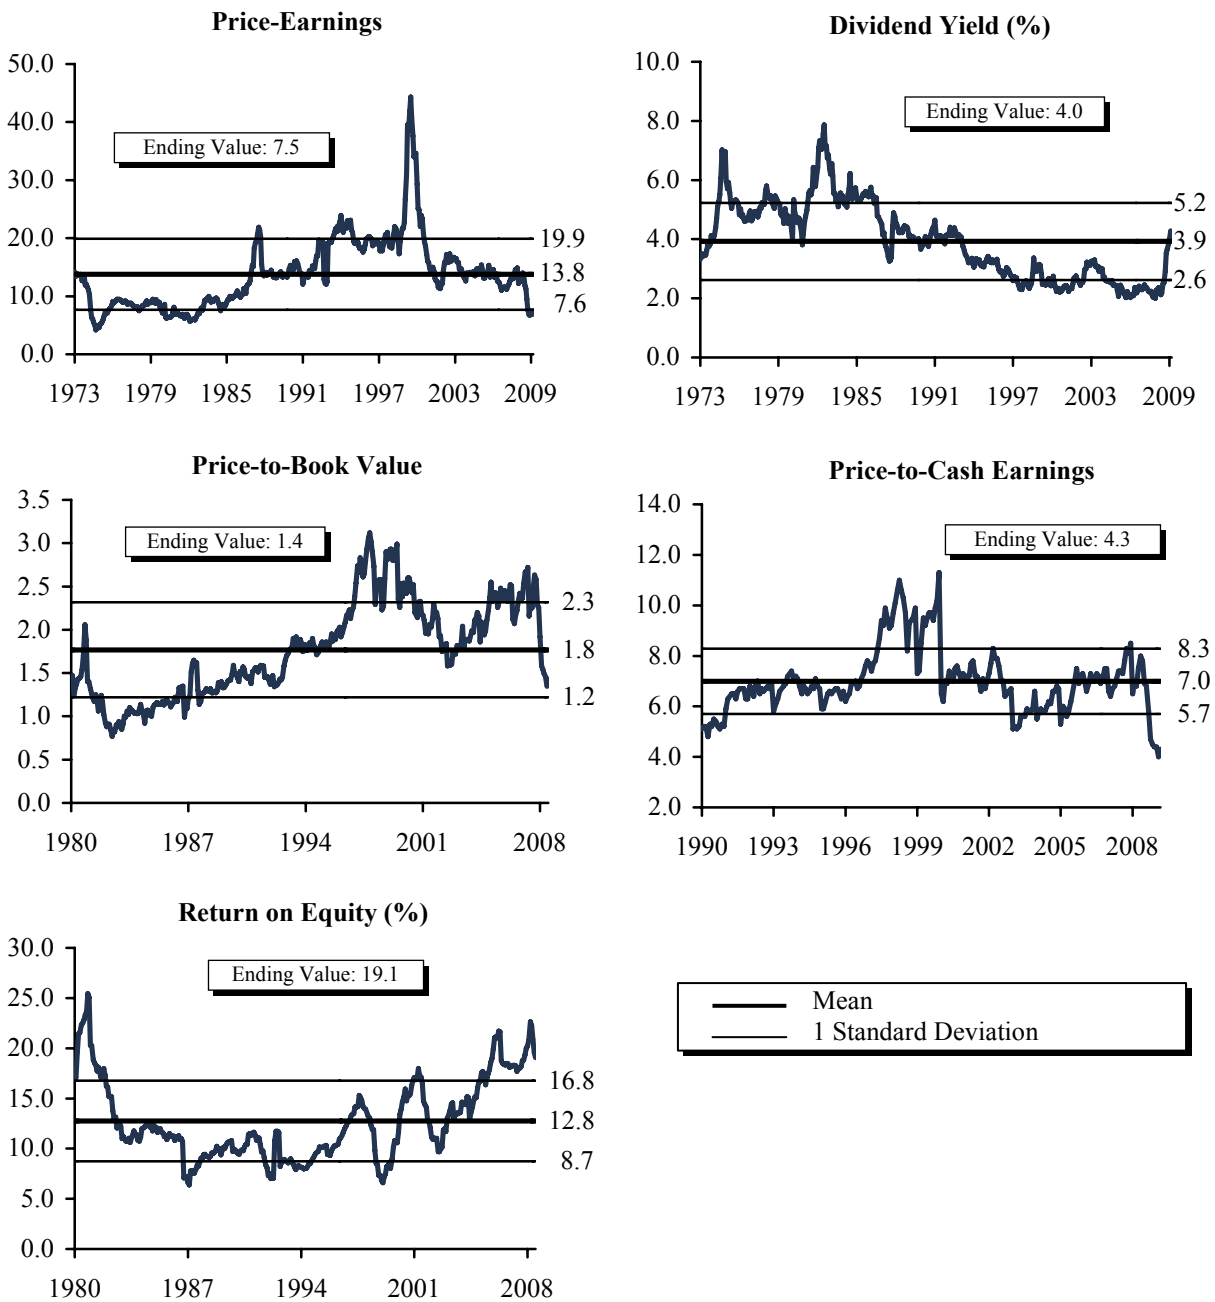 Price-Earnings
50.0
40.0
30.0
20.0
10.0
0.0
Ending Value: 7.5
19.9
13.8
7.6
1973 1979 1985 1991 1997 2003 2009
Dividend Yield (%)
10.0
8.0
6.0
4.0
2.0
0.0
Ending Value: 4.0
5.2
3.9
2.6
1973 1979 1985 1991 1997 2003 2009
Price-to-Book Value
3.5
3.0
2.5
2.0
1.5
1.0
0.5
0.0
Ending Value: 1.4
2.3
1.8
1.2
1980 1987 1994 2001 2008
Price-to-Cash Earnings
14.0
12.0
10.0
8.0
6.0
4.0
2.0
Ending Value: 4.3
8.3
7.0
5.7
1990 1993 1996 1999 2002 2005 2008
Return on Equity (%)
30.0
25.0
20.0
15.0
10.0
5.0
0.0
Ending Value: 19.1
16.8
12.8
8.7
1980 1987 1994 2001 2008
Mean
1 Standard Deviation